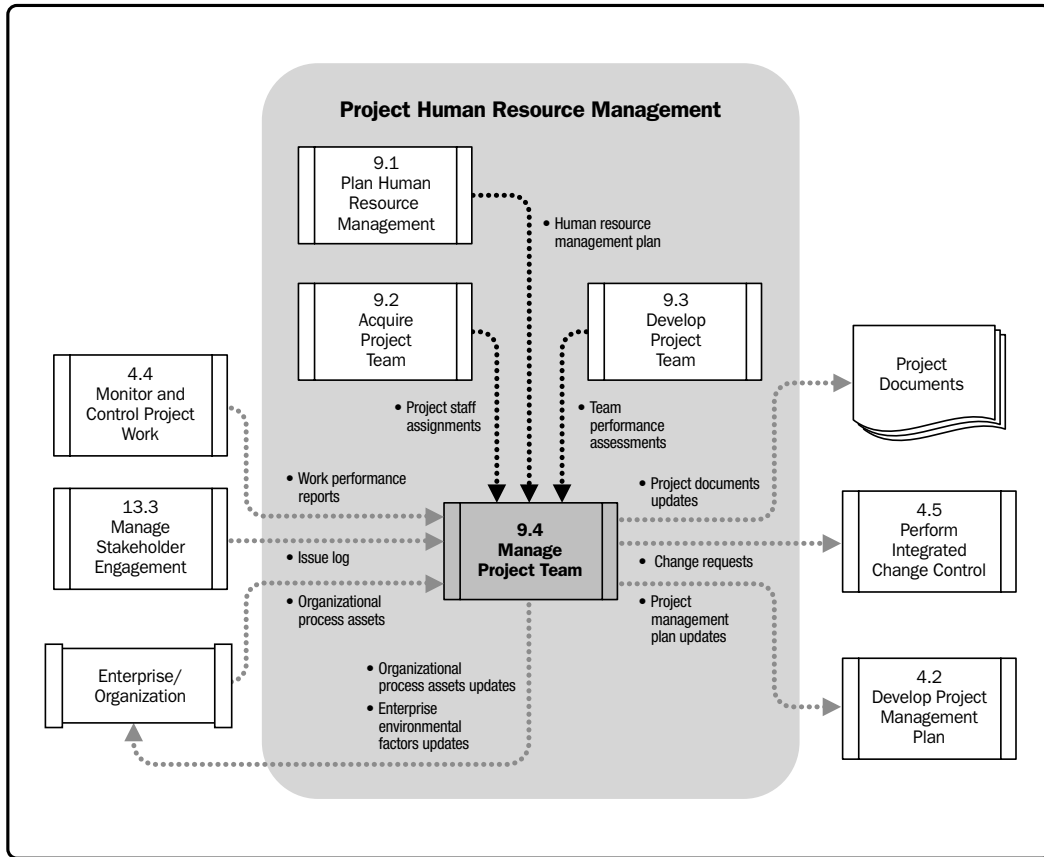 Project Human Resource Management
9.1
Plan Human
Resource
Management
• Human resource
management plan
9.2
Acquire
Project
Team
9.3
Develop
Project
Team
Project
Documents
4.4
Monitor and
Control Project
Work
• Project staff
assignments
• Team
performance
assessments
• Work performance
reports
• Project documents
updates
13.3
Manage
Stakeholder
Engagement
• Issue log
9.4
Manage
Project Team
• Change requests
4.5
Perform
Integrated
Change Control
• Organizational
process assets
• Project
management
plan updates
Enterprise/
Organization
• Organizational
process assets updates
• Enterprise
environmental
factors updates
4.2
Develop Project
Management
Plan